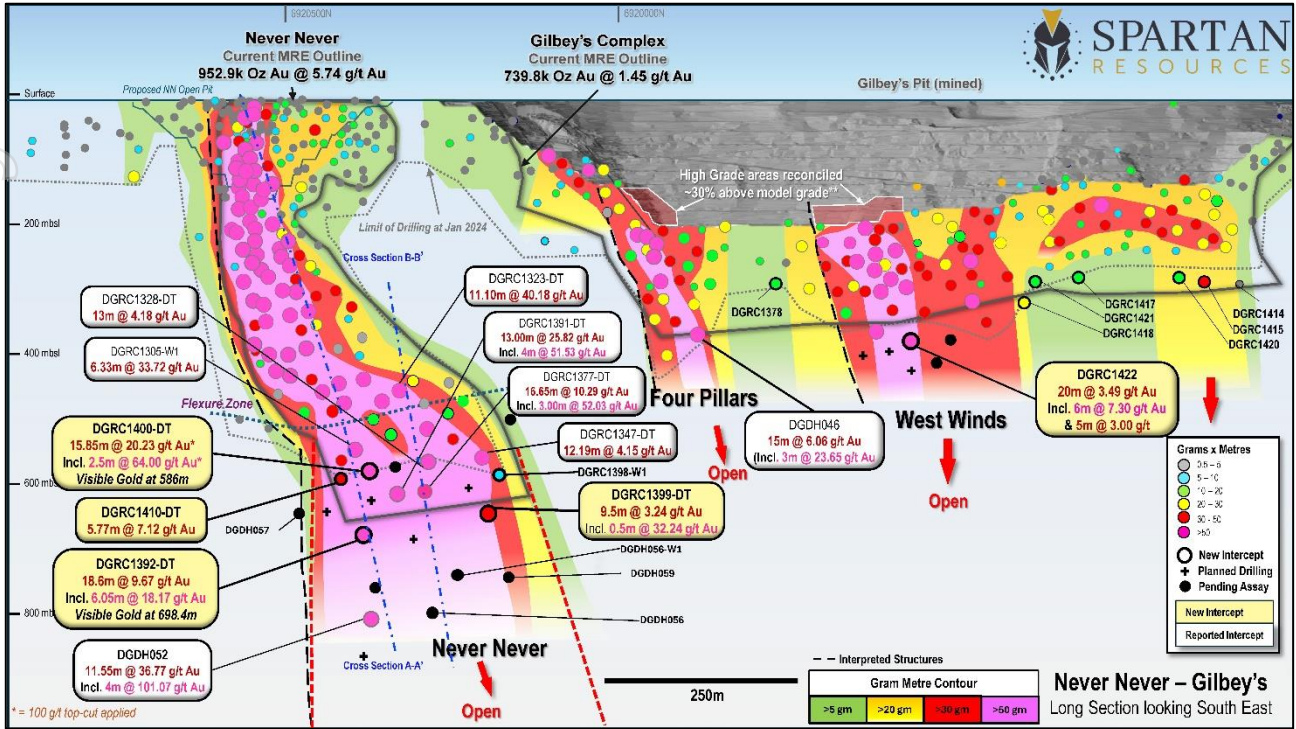 6920500N
6920000N
SPARTAN
RESOURCES
Never Never
Current MRE Outline
952.9k Oz Au @ 5.74 g/t Au
Gilbey's Complex
Current MRE Outline
739.8k Oz Au @ 1.45 g/t Au
Gilbey's Pit (mined)
Surface
Proposed NN Open Pit
High Grade areas reconciled
~30% above model grade**
200 mbsl
Limit of Drilling at Jan 2024
Cross Section B-B'
DGRC1328-DT
13m @ 4.18 g/t Au
DGRC1323-DT
11.10m @ 40.18 g/t Au
DGRC1378
DGRC1417
DGRC1421
DGRC1418
DGRC1414
DGRC1415
DGRC1420
DGRC1391-DT
13.00m @ 25.82 g/t Au
Incl. 4m @ 51.53 g/t Au
400 mbsl
DGRC1305-W1
6.33m @ 33.72 g/t Au
DGRC1377-DT
16.65m @ 10.29 g/t Au
Incl. 3.00m @ 52.03 g/t Au
DGRC1422
20m @ 3.49 g/t Au
Incl. 6m @ 7.30 g/t Au
& 5m @ 3.00 g/t
Flexure Zone
Four Pillars
West Winds
DGRC1400-DT
15.85m @ 20.23 g/t Au*
Incl. 2.5m @ 64.00 g/t Au*
Visible Gold at 586m
DGRC1347-DT
12.19m @ 4.15 g/t Au
DGDH046
15m @ 6.06 g/t Au
(Incl. 3m @ 23.65 g/t Au
Open
Open
DGRC1398-W1
600 mbsl
DGRC1410-DT
5.77m @ 7.12 g/t Au
DGDH057
DGRC1399-DT
9.5m @ 3.24 g/t Au
Incl. 0.5m @ 32.24 g/t Au
Grams x Metres
0.5 – 5
5 – 10
10 – 20
20 – 30
30 - 50
>50
New Intercept
Planned Drilling
Pending Assay
New Intercept
Reported Intercept
DGRC1392-DT
18.6m @ 9.67 g/t Au
Incl. 6.05m @ 18.17 g/t Au
Visible Gold at 698.4m
DGDH056-W1
DGDH059
DGDH056
800 mbsl
DGDH052
11.55m @ 36.77 g/t Au
Incl. 4m @ 101.07 g/t Au
Cross Section A-A'
Never Never
Open
250m
Interpreted Structures
Gram Metre Contour
>5 gm
>20 gm
>30 gm
>50 gm
Never Never – Gilbey's
Long Section looking South East
* = 100 g/t top-cut applied